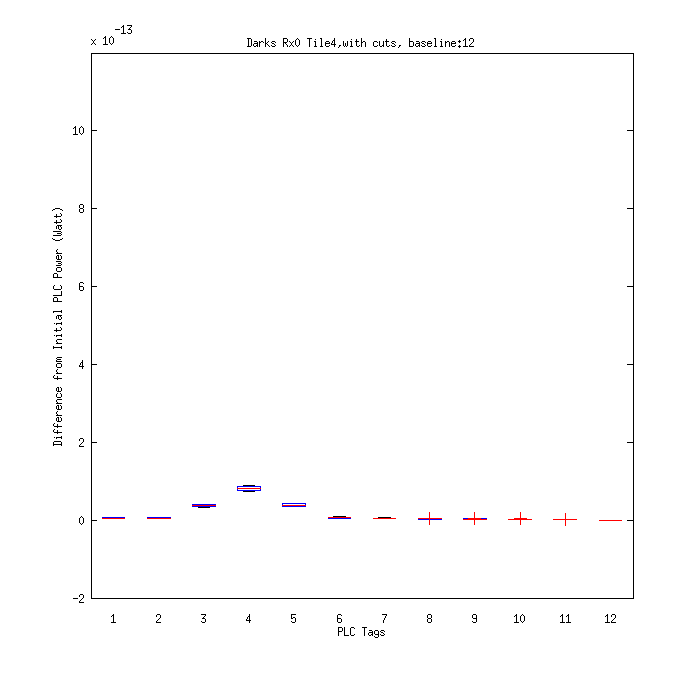 x 10 -13
Darks Rx0 Tile4,with cuts, baseline:12
Difference from Initial PLC Power (Watt)
10
8
6
4
2
0
-2
1 2 3 4 5 6 7 8 9 10 11 12
PLC Tags